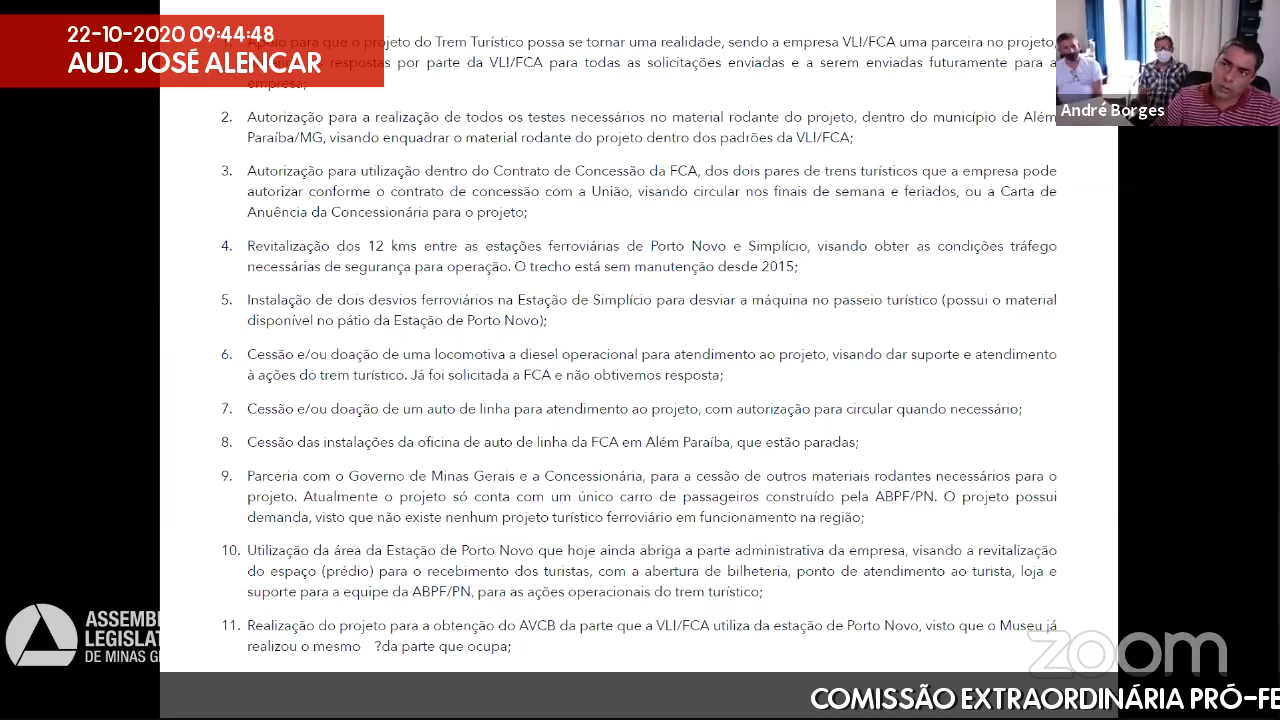 22-10-2020 09:44:48
AUD. JOSÉ ALENCAR
André Borges
1. Apoio para que o projeto do Trem Turístico possa se tornar uma realidade, sendo a empresa VLI/FCA uma parceira no projeto,
respostas por parte da VLI/FCA para todas as solicitações enviadas e a serem enviadas futuramente para a
empresa;
2. Autorização para a realização de todos os testes necessários no material rodante do projeto, dentro do município de Além
Paraíba/MG, visando enquadrar o material rodante do projeto dentro dos padrões da VLI/FCA;
3. Autorização para utilização dentro do Contrato de Concessão da FCA, dos dois pares de trens turísticos que a empresa pode
autorizar conforme o contrato de concessão com a União, visando circular nos finais de semana e feriados, ou a Carta de
Anuência da Concessionária para o projeto;
4. Revitalização dos 12 kms entre as estações ferroviárias de Porto Novo e Simplício, visando obter as condições tráfego
necessárias de segurança para operação. O trecho está sem manutenção desde 2015;
5. Instalação de dois desvios ferroviários na Estação de Simplício para desviar a máquina no passeio turístico (possui o material
disponível no pátio da Estação de Porto Novo);
6. Cessão e/ou doação de uma locomotiva a diesel operacional para atendimento ao projeto, visando dar suporte e atendimento
à ações do trem turístico. Já foi solicitada a FCA e não obtivemos resposta;
7. Cessão e/ou doação de um auto de linha para atendimento ao projeto, com autorização para circular quando necessário;
8. Cessão das instalações da oficina de auto de linha da FCA em Além Paraíba, que estão paradas;
9. Parceria com o Governo de Minas Gerais e a Concessionária, para a cessão de outros materiais rodantes necessários para o
projeto. Atualmente o projeto só conta com um único carro de passageiros construído pela ABPF/PN. O projeto possui
demanda, visto que não existe nenhum projeto turístico ferroviário em funcionamento na região;
10. Utilização da área da Estação de Porto Novo que hoje ainda abriga a parte administrativa da empresa, visando a revitalização
do espaço (prédio) para o recebimento dos turistas, com a abertura de bilheteria, ponto de atendimento ao turista, loja e
suporte para a equipe da ABPF/PN, para as ações operacionais do trem turístico;
11. Realização do projeto para a obtenção do AVCB da parte que a VLI/FCA utiliza da estação de Porto Novo, visto que o Museu já
realizou o mesm ?da parte que ocupa;
ASSEMBL
LEGISLAT
DE MINAS GE
zoom
COMISSÃO EXTRAORDINÁRIA PRÓ-FE